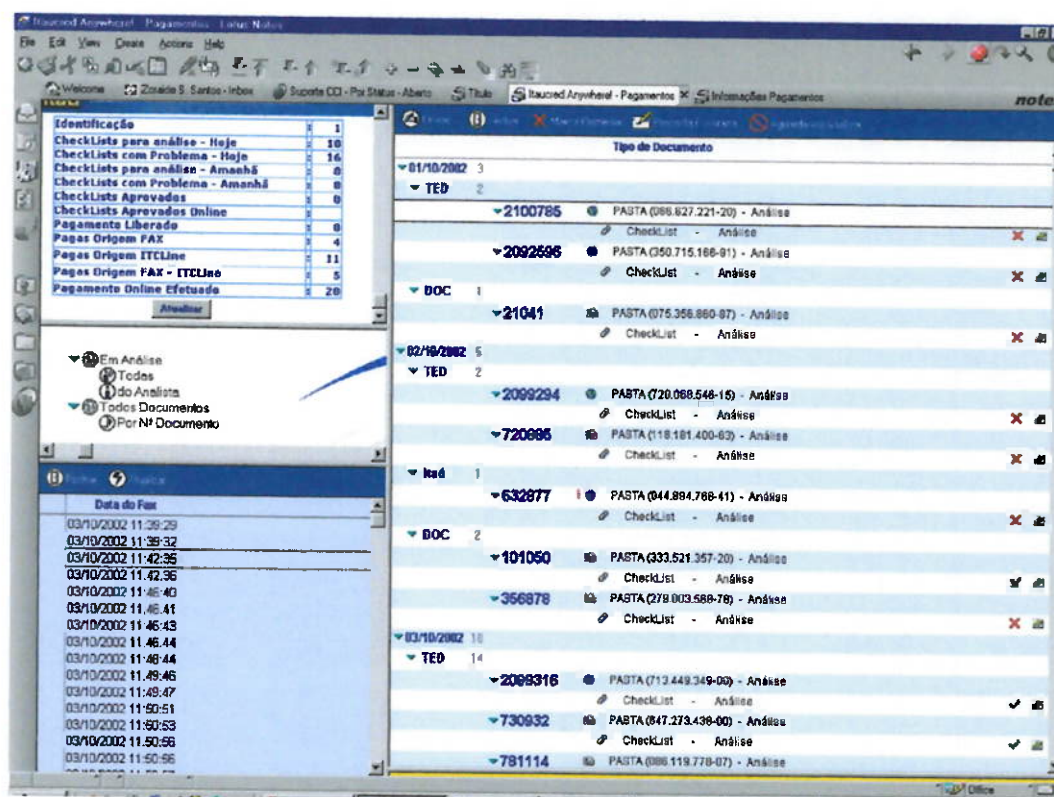 Itaucred Anywhere! - Pagamentos - Lotus Notes
File Edit View Create Actions Help
Welcome Zoraide S. Santos - Inbox Suporte CCI - Por Status - Aberto Título Itaucred Anywhere! - Pagamentos Informações Pagamentos
notes
Identificação : 1
CheckLists para análise - Hoje : 10
CheckLists com Problema - Hoje : 16
CheckLists para análise - Amanhã : 0
CheckLists com Problema - Amanhã : 0
CheckLists Aprovados : 0
CheckLists Aprovados Online :
Pagamento Liberado : 0
Pagas Origem FAX : 4
Pagas Origem ITCLine : 11
Pagas Origem FAX - ITCLine : 5
Pagamento Online Efetuado : 20
Atualizar
Em Análise
Todas
do Analista
Todos Documentos
Por Nº Documento
Data do Fax
03/10/2002 11:39:29
03/10/2002 11:39:32
03/10/2002 11:42:35
03/10/2002 11.42.36
03/10/2002 11:46:40
03/10/2002 11.46.41
03/10/2002 11:46:43
03/10/2002 11.46.44
03/10/2002 11:46:44
03/10/2002 11.49:46
03/10/2002 11:49:47
03/10/2002 11:50:51
03/10/2002 11:50:53
03/10/2002 11.50:56
03/10/2002 11:50:56
Tipo de Documento
01/10/2002 3
TED 2
2100785 PASTA (086.627.221-20) - Análise
CheckList - Análise
2092596 PASTA (350.715.166-91) - Análise
CheckList - Análise
DOC 1
21041 PASTA (075.356.860-87) - Análise
CheckList - Análise
02/10/2002 5
TED 2
2099294 PASTA (720.068.546-15) - Análise
CheckList - Análise
720695 PASTA (118.181.400-63) - Análise
CheckList - Análise
Itaú 1
632877 PASTA (044.894.766-41) - Análise
CheckList - Análise
DOC 2
101050 PASTA (333.521.357-20) - Análise
CheckList - Análise
356878 PASTA (279.003.588-78) - Análise
CheckList - Análise
03/10/2002 18
TED 14
2099316 PASTA (713.449.349-00) - Análise
CheckList - Análise
730932 PASTA (847.273.438-00) - Análise
CheckList - Análise
781114 PASTA (086.119.778-07) - Análise
Office